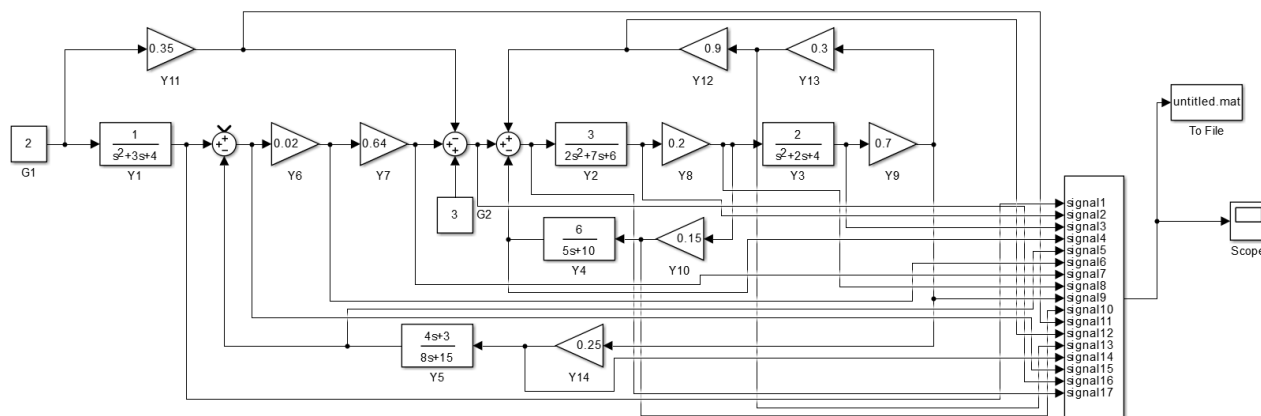 0.35
Y11
0.9
Y12
0.3
Y13
2
G1
1
s²+3s+4
Y1
0.02
Y6
0.64
Y7
3
G2
3
2s²+7s+6
Y2
0.2
Y8
2
s²+2s+4
Y3
0.7
Y9
6
5s+10
Y4
0.15
Y10
4s+3
8s+15
Y5
0.25
Y14
signal1
signal2
signal3
signal4
signal5
signal6
signal7
signal8
signal9
signal10
signal11
signal12
signal13
signal14
signal15
signal16
signal17
untitled.mat
To File
Scope